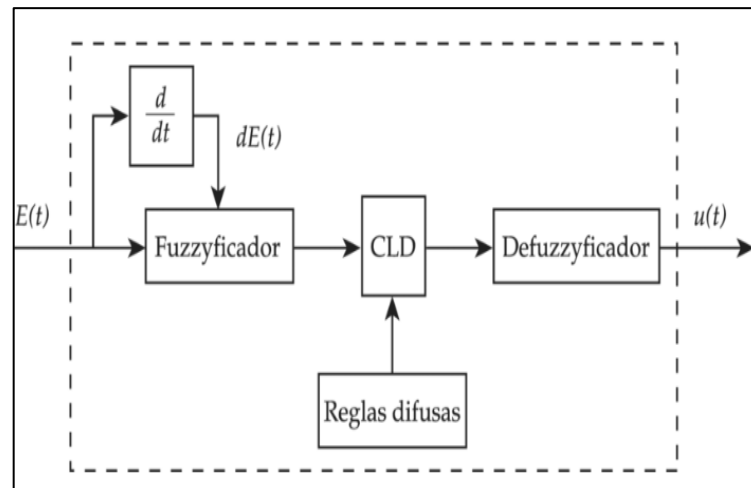 d
dt
dE(t)
E(t)
Fuzzyficador
CLD
Defuzzyficador
u(t)
Reglas difusas